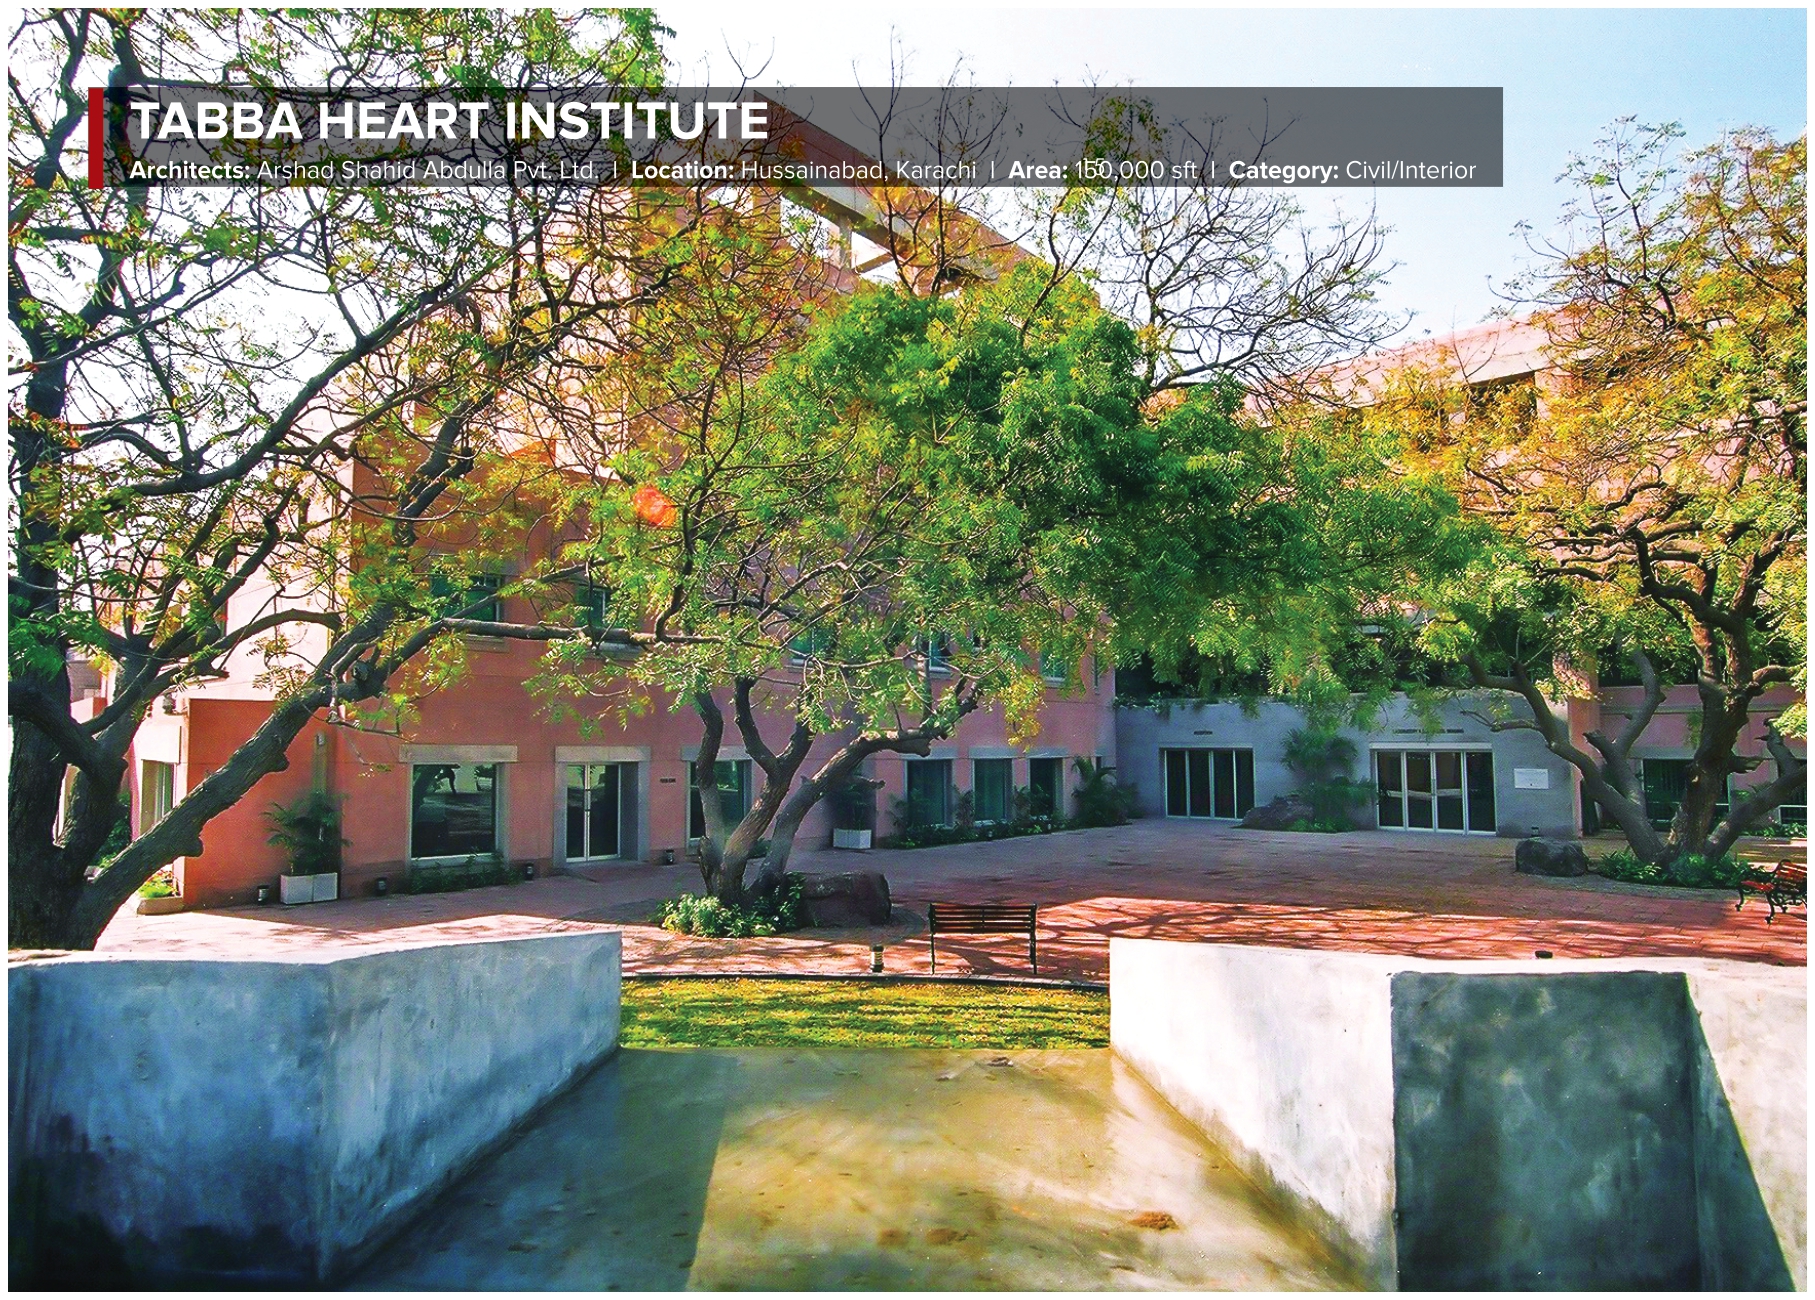 TABBA HEART INSTITUTE
Architects: Arshad Shahid Abdulla Pvt. Ltd. | Location: Hussainabad, Karachi | Area: 150,000 sft | Category: Civil/Interior